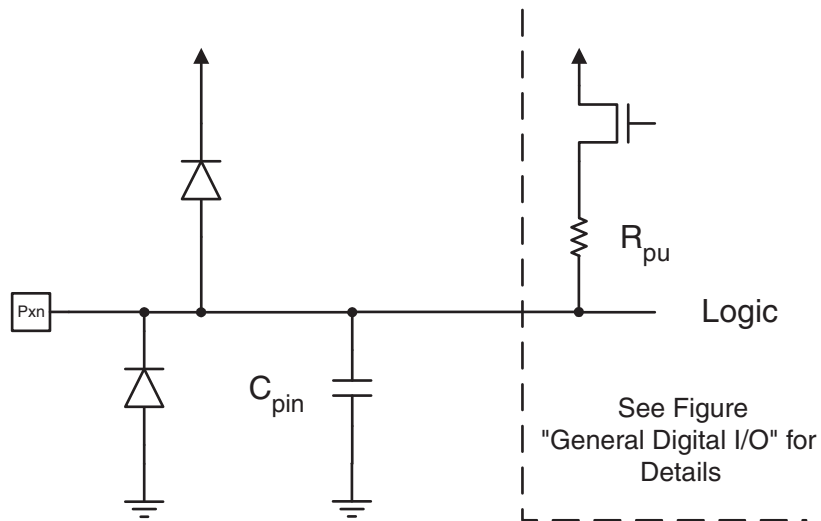 Pxn
C
pin
R
pu
Logic
See Figure
"General Digital I/O" for
Details